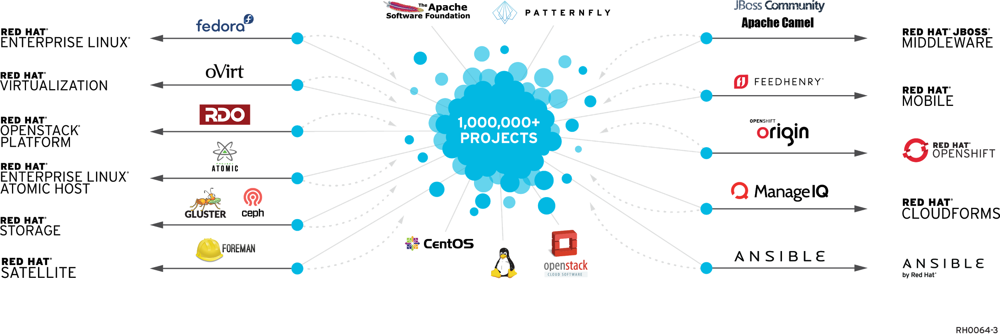 The Apache
Software Foundation
PATTERNFLY
JBoss Community
Apache Camel
fedora
RED HAT®
ENTERPRISE LINUX®
RED HAT® JBOSS®
MIDDLEWARE
oVirt
RED HAT®
VIRTUALIZATION
FEEDHENRY™
RED HAT®
MOBILE
RDO
RED HAT®
OPENSTACK®
PLATFORM
1,000,000+
PROJECTS
OPENSHIFT
origin
RED HAT®
OPENSHIFT
PROJECT
ATOMIC
RED HAT®
ENTERPRISE LINUX®
ATOMIC HOST
ManageIQ
RED HAT®
CLOUDFORMS
GLUSTER
ceph
RED HAT®
STORAGE
FOREMAN
RED HAT®
SATELLITE
CentOS
openstack
CLOUD SOFTWARE
ANSIBLE
ANSIBLE
by Red Hat®
RH0064-3